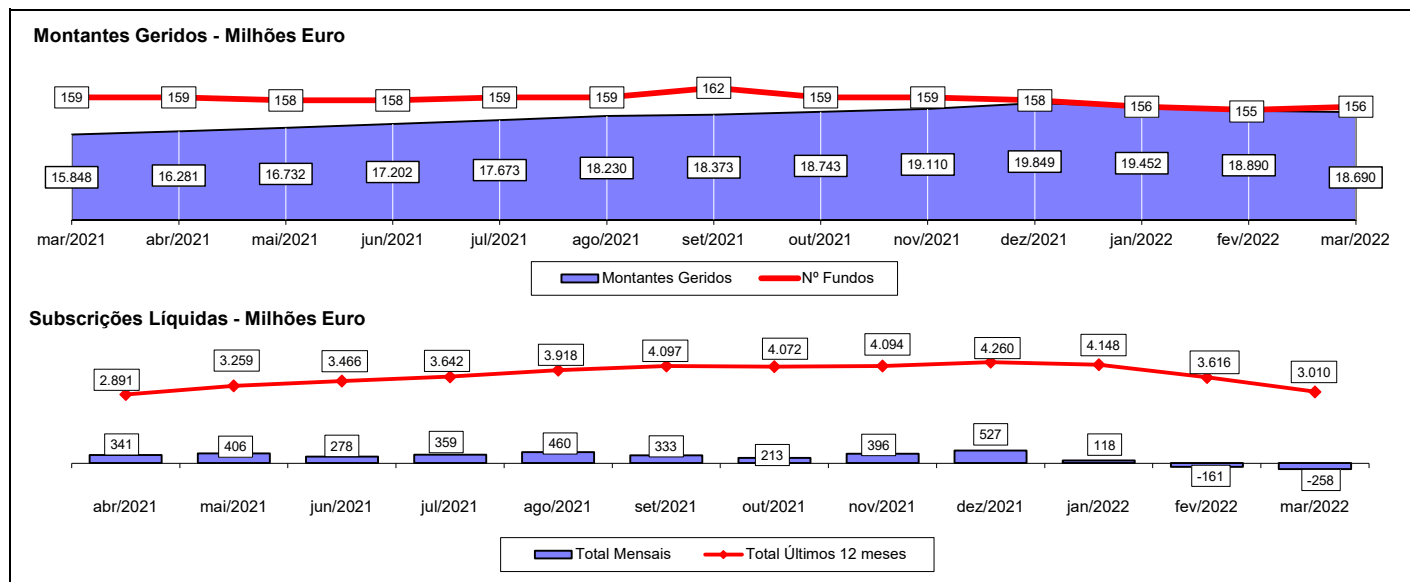 Montantes Geridos - Milhões Euro
159 159 158 158 159 159 162 159 159 158 156 155 156
15.848 16.281 16.732 17.202 17.673 18.230 18.373 18.743 19.110 19.849 19.452 18.890 18.690
mar/2021 abr/2021 mai/2021 jun/2021 jul/2021 ago/2021 set/2021 out/2021 nov/2021 dez/2021 jan/2022 fev/2022 mar/2022
Montantes Geridos Nº Fundos
Subscrições Líquidas - Milhões Euro
2.891 3.259 3.466 3.642 3.918 4.097 4.072 4.094 4.260 4.148 3.616 3.010
341 406 278 359 460 333 213 396 527 118 -161 -258
abr/2021 mai/2021 jun/2021 jul/2021 ago/2021 set/2021 out/2021 nov/2021 dez/2021 jan/2022 fev/2022 mar/2022
Total Mensais Total Últimos 12 meses